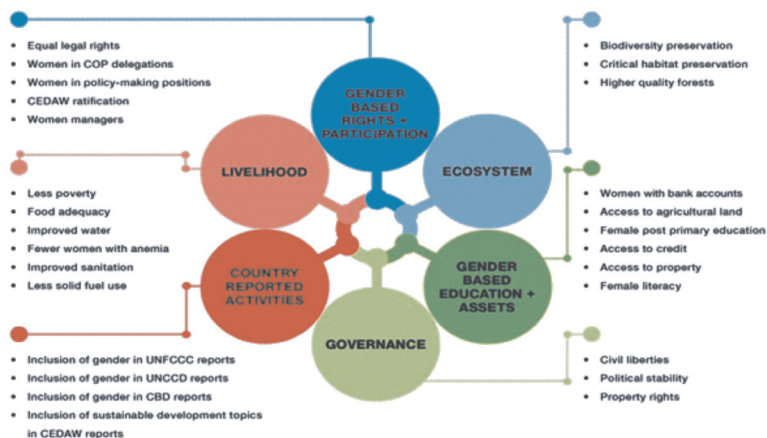 • Equal legal rights
• Women in COP delegations
• Women in policy-making positions
• CEDAW ratification
• Women managers
GENDER
BASED
RIGHTS +
PARTICIPATION
• Biodiversity preservation
• Critical habitat preservation
• Higher quality forests
LIVELIHOOD
ECOSYSTEM
• Less poverty
• Food adequacy
• Improved water
• Fewer women with anemia
• Improved sanitation
• Less solid fuel use
• Women with bank accounts
• Access to agricultural land
• Female post primary education
• Access to credit
• Access to property
• Female literacy
COUNTRY
REPORTED
ACTIVITIES
GENDER
BASED
EDUCATION +
ASSETS
GOVERNANCE
• Inclusion of gender in UNFCCC reports
• Inclusion of gender in UNCCD reports
• Inclusion of gender in CBD reports
• Inclusion of sustainable development topics
in CEDAW reports
• Civil liberties
• Political stability
• Property rights